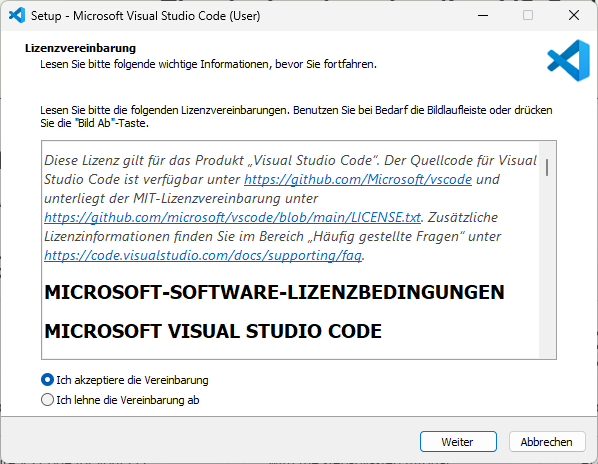 Setup - Microsoft Visual Studio Code (User)
Lizenzvereinbarung
Lesen Sie bitte folgende wichtige Informationen, bevor Sie fortfahren.
Lesen Sie bitte die folgenden Lizenzvereinbarungen. Benutzen Sie bei Bedarf die Bildlaufleiste oder drücken
Sie die "Bild Ab"-Taste.
Diese Lizenz gilt für das Produkt „Visual Studio Code“. Der Quellcode für Visual
Studio Code ist verfügbar unter https://github.com/Microsoft/vscode und
unterliegt der MIT-Lizenzvereinbarung unter
https://github.com/microsoft/vscode/blob/main/LICENSE.txt. Zusätzliche
Lizenzinformationen finden Sie im Bereich „Häufig gestellte Fragen“ unter
https://code.visualstudio.com/docs/supporting/faq.
MICROSOFT-SOFTWARE-LIZENZBEDINGUNGEN
MICROSOFT VISUAL STUDIO CODE
Ich akzeptiere die Vereinbarung
Ich lehne die Vereinbarung ab
Weiter
Abbrechen